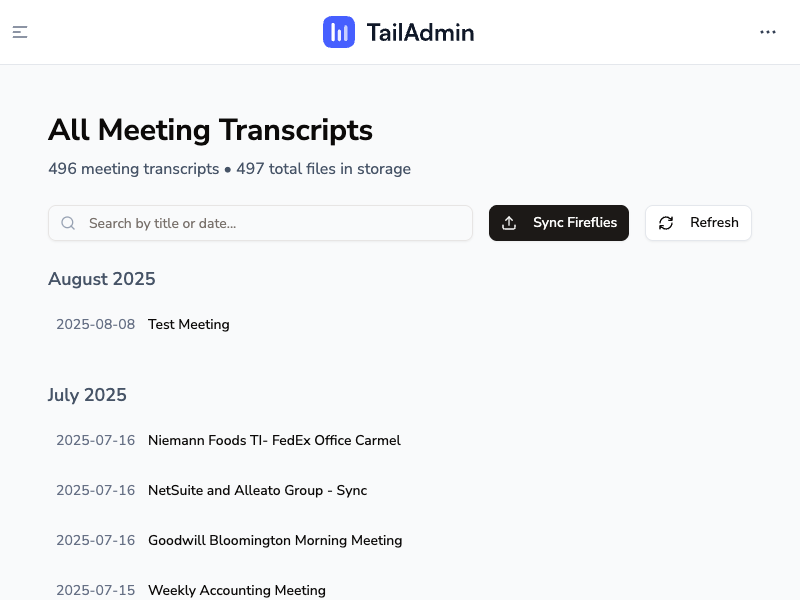 TailAdmin
All Meeting Transcripts
496 meeting transcripts • 497 total files in storage
Search by title or date...
Sync Fireflies
Refresh
August 2025
2025-08-08 Test Meeting
July 2025
2025-07-16 Niemann Foods TI- FedEx Office Carmel
2025-07-16 NetSuite and Alleato Group - Sync
2025-07-16 Goodwill Bloomington Morning Meeting
2025-07-15 Weekly Accounting Meeting